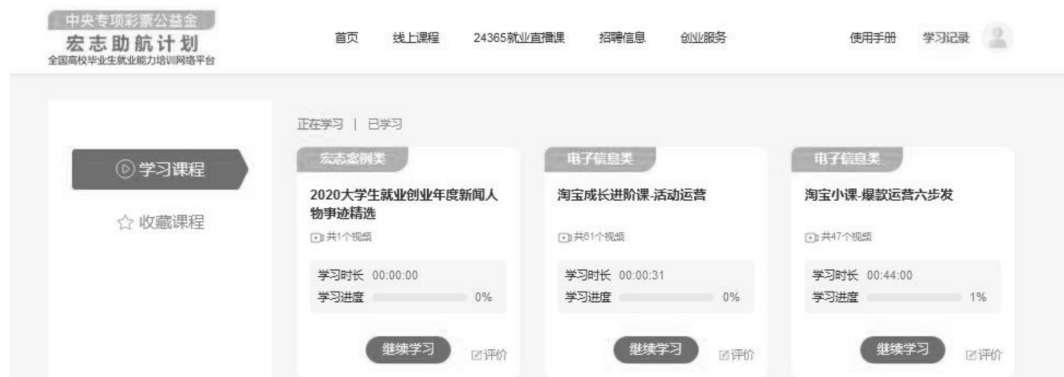 中央专项彩票公益金
宏志助航计划
全国高校毕业生就业能力培训网络平台
首页 线上课程 24365就业直播课 招聘信息 创业服务 使用手册 学习记录
正在学习 | 已学习
学习课程
收藏课程
宏志案例类
2020大学生就业创业年度新闻人
物事迹精选
共1个视频
学习时长 00:00:00
学习进度 0%
继续学习 评价
电子信息类
淘宝成长进阶课-活动运营
共81个视频
学习时长 00:00:31
学习进度 0%
继续学习 评价
电子信息类
淘宝小课-爆款运营六步发
共47个视频
学习时长 00:44:00
学习进度 1%
继续学习 评价